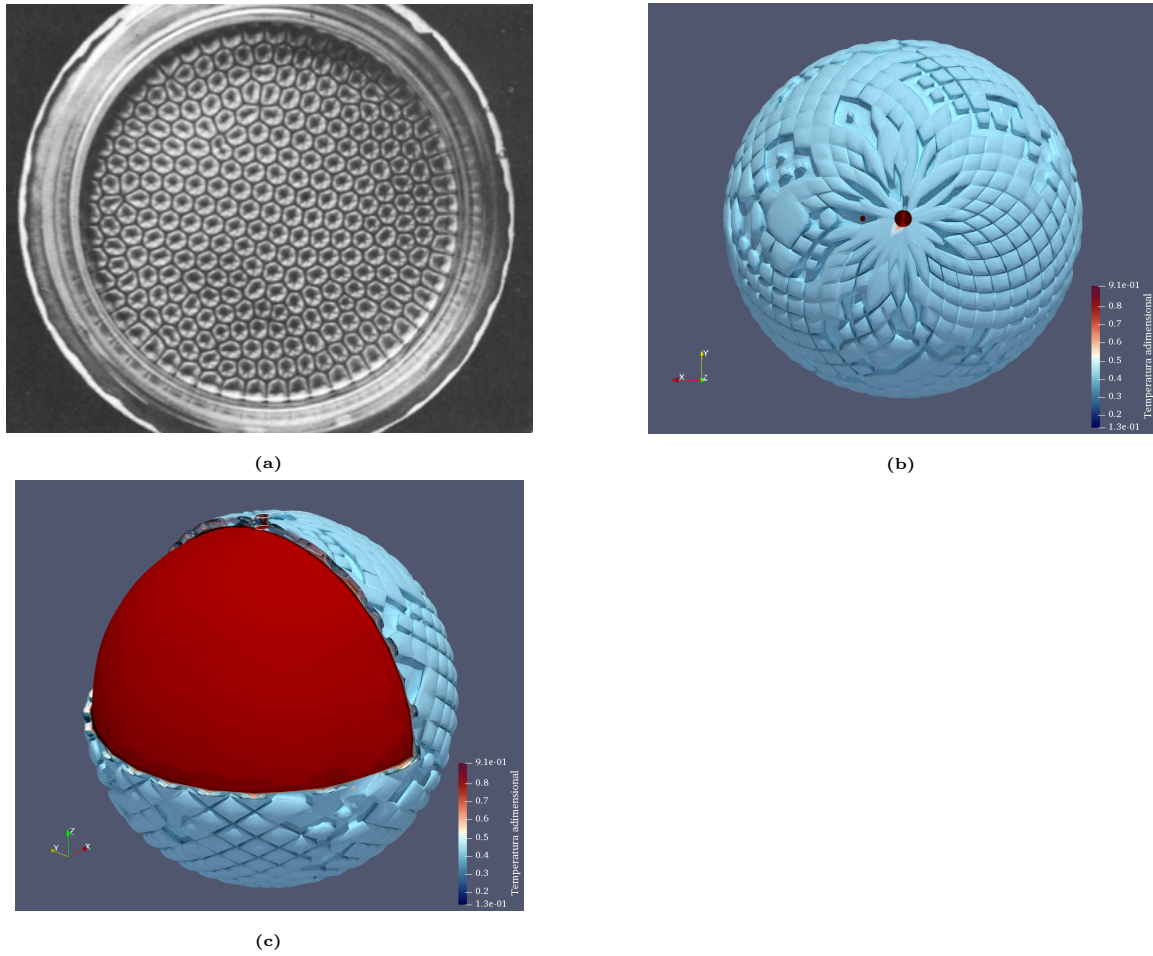 (a)
Y
X
Z
9.1e-01
0.8
0.7
0.6
0.5
0.4
0.3
0.2
1.3e-01
Temperatura adimensional
(b)
Z
Y
X
9.1e-01
0.8
0.7
0.6
0.5
0.4
0.3
0.2
1.3e-01
Temperatura adimensional
(c)